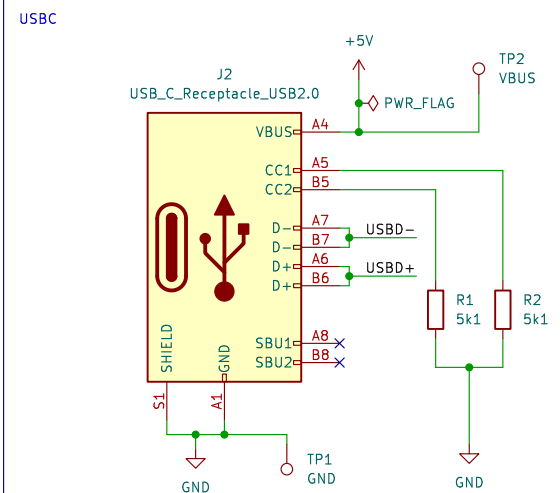 USBC
+5V
TP2
VBUS
J2
USB_C_Receptacle_USB2.0
PWR_FLAG
VBUS
A4
CC1
A5
CC2
B5
D-
A7
D-
B7
USBD-
D+
A6
D+
B6
USBD+
R1
5k1
R2
5k1
SBU1
A8
SBU2
B8
SHIELD
GND
S1
A1
TP1
GND
GND
GND